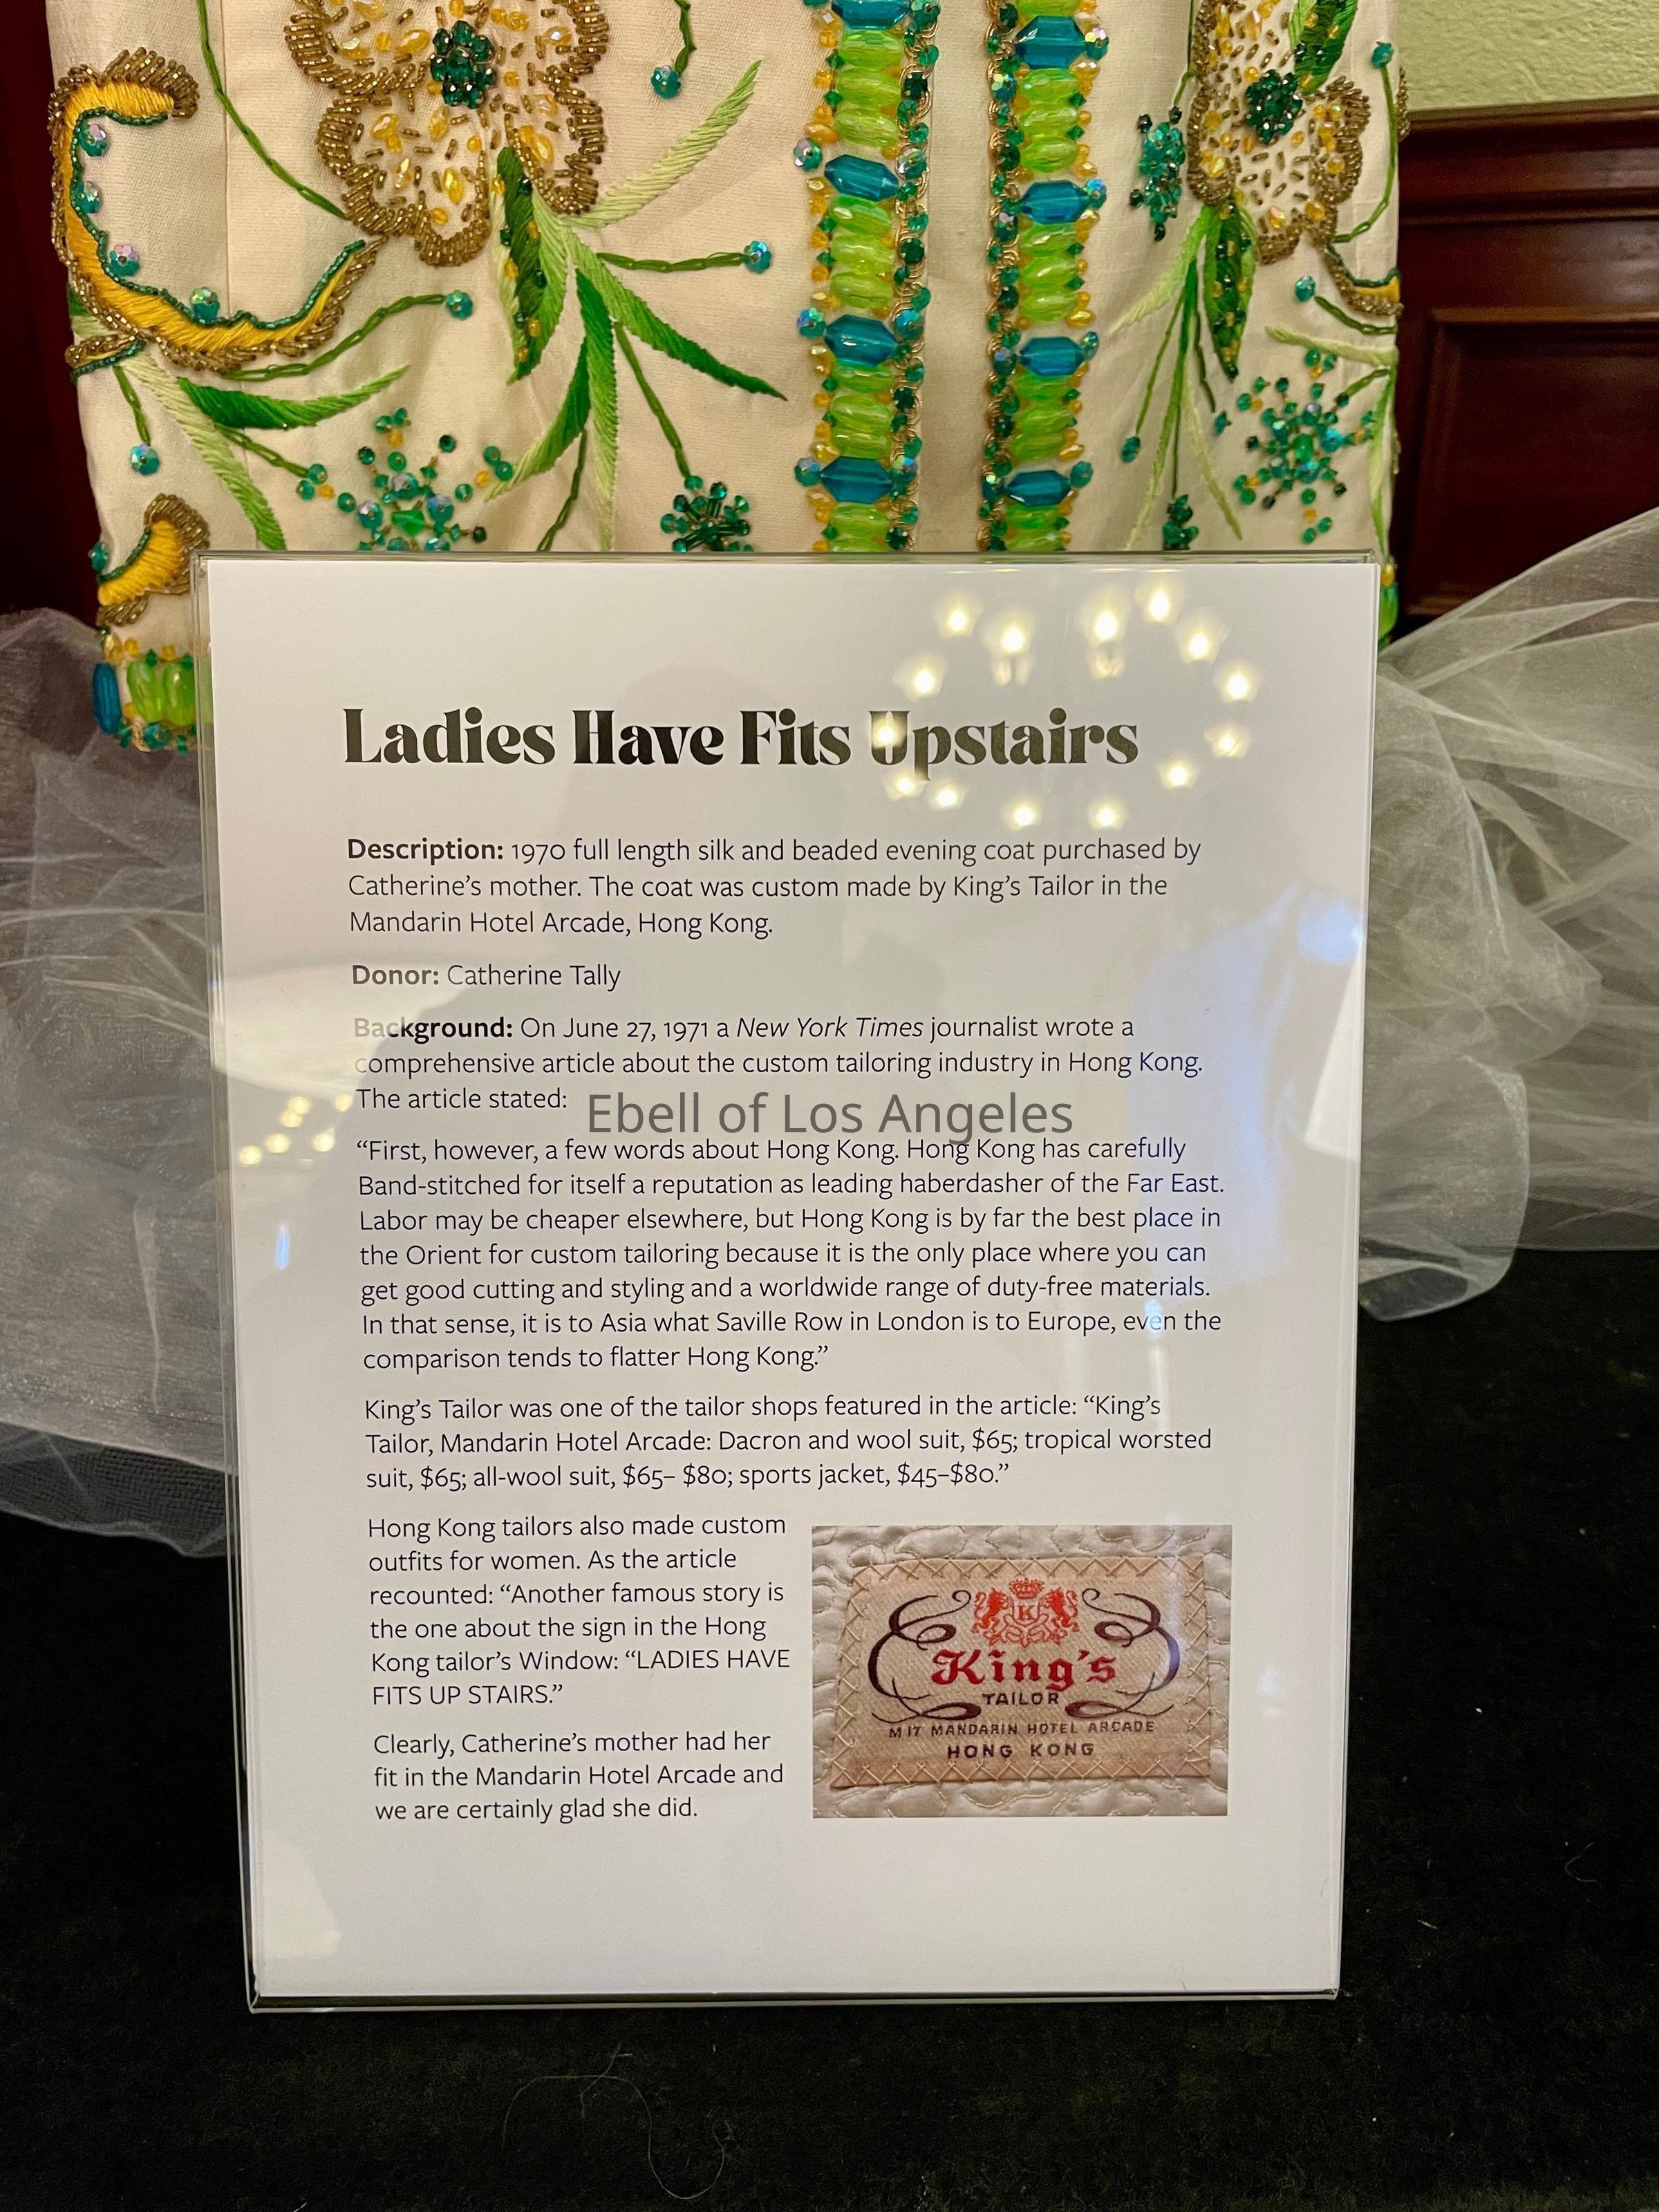 Ladies Have Fits Upstairs
Description: 1970 full length silk and beaded evening coat purchased by
Catherine’s mother. The coat was custom made by King’s Tailor in the
Mandarin Hotel Arcade, Hong Kong.
Donor: Catherine Tally
Background: On June 27, 1971 a New York Times journalist wrote a
comprehensive article about the custom tailoring industry in Hong Kong.
The article stated:
Ebell of Los Angeles
“First, however, a few words about Hong Kong. Hong Kong has carefully
Band-stitched for itself a reputation as leading haberdasher of the Far East.
Labor may be cheaper elsewhere, but Hong Kong is by far the best place in
the Orient for custom tailoring because it is the only place where you can
get good cutting and styling and a worldwide range of duty-free materials.
In that sense, it is to Asia what Saville Row in London is to Europe, even the
comparison tends to flatter Hong Kong.”
King’s Tailor was one of the tailor shops featured in the article: “King’s
Tailor, Mandarin Hotel Arcade: Dacron and wool suit, $65; tropical worsted
suit, $65; all-wool suit, $65– $80; sports jacket, $45–$80.”
Hong Kong tailors also made custom
outfits for women. As the article
recounted: “Another famous story is
the one about the sign in the Hong
Kong tailor’s Window: “LADIES HAVE
FITS UP STAIRS.”
Clearly, Catherine’s mother had her
fit in the Mandarin Hotel Arcade and
we are certainly glad she did.
K
King’s
TAILOR
M17 MANDARIN HOTEL ARCADE
HONG KONG